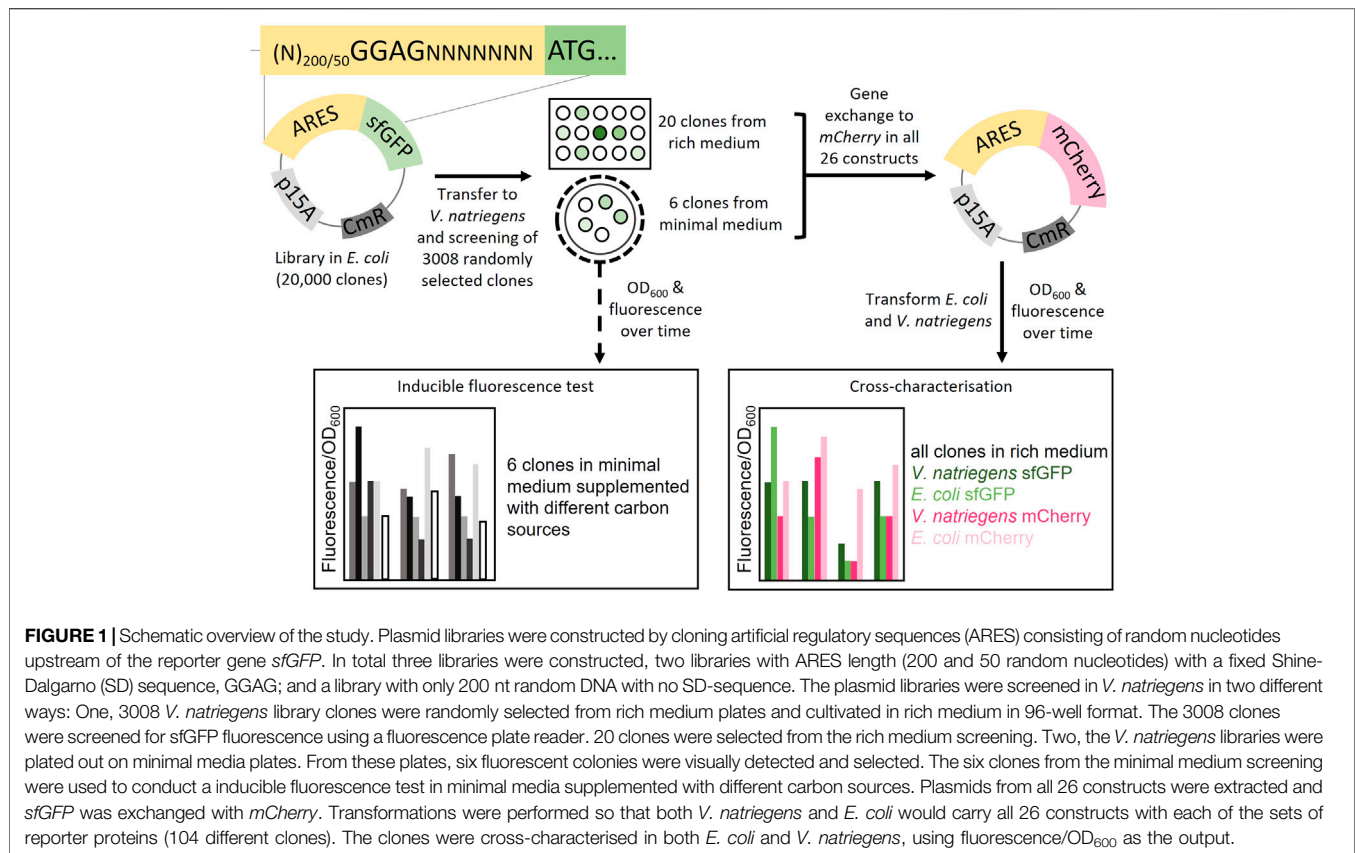 (N)200/50GGAGNNNNNNN ATG...
ARES
sfGFP
p15A
CmR
Library in E. coli
(20,000 clones)
Transfer to
V. natriegens
and screening of
3008 randomly
selected clones
20 clones from
rich medium
6 clones from
minimal medium
Gene
exchange to
mCherry in all
26 constructs
ARES
mCherry
p15A
CmR
OD600 &
fluorescence
over time
Transform E. coli
and V. natriegens
OD600 &
fluorescence
over time
Inducible fluorescence test
Fluorescence/OD600
6 clones in minimal
medium supplemented
with different carbon
sources
Cross-characterisation
Fluorescence/OD600
all clones in rich medium
V. natriegens sfGFP
E. coli sfGFP
V. natriegens mCherry
E. coli mCherry
FIGURE 1 | Schematic overview of the study. Plasmid libraries were constructed by cloning artificial regulatory sequences (ARES) consisting of random nucleotides
upstream of the reporter gene sfGFP. In total three libraries were constructed, two libraries with ARES length (200 and 50 random nucleotides) with a fixed Shine-
Dalgarno (SD) sequence, GGAG; and a library with only 200 nt random DNA with no SD-sequence. The plasmid libraries were screened in V. natriegens in two different
ways: One, 3008 V. natriegens library clones were randomly selected from rich medium plates and cultivated in rich medium in 96-well format. The 3008 clones
were screened for sfGFP fluorescence using a fluorescence plate reader. 20 clones were selected from the rich medium screening. Two, the V. natriegens libraries were
plated out on minimal media plates. From these plates, six fluorescent colonies were visually detected and selected. The six clones from the minimal medium screening
were used to conduct a inducible fluorescence test in minimal media supplemented with different carbon sources. Plasmids from all 26 constructs were extracted and
sfGFP was exchanged with mCherry. Transformations were performed so that both V. natriegens and E. coli would carry all 26 constructs with each of the sets of
reporter proteins (104 different clones). The clones were cross-characterised in both E. coli and V. natriegens, using fluorescence/OD600 as the output.